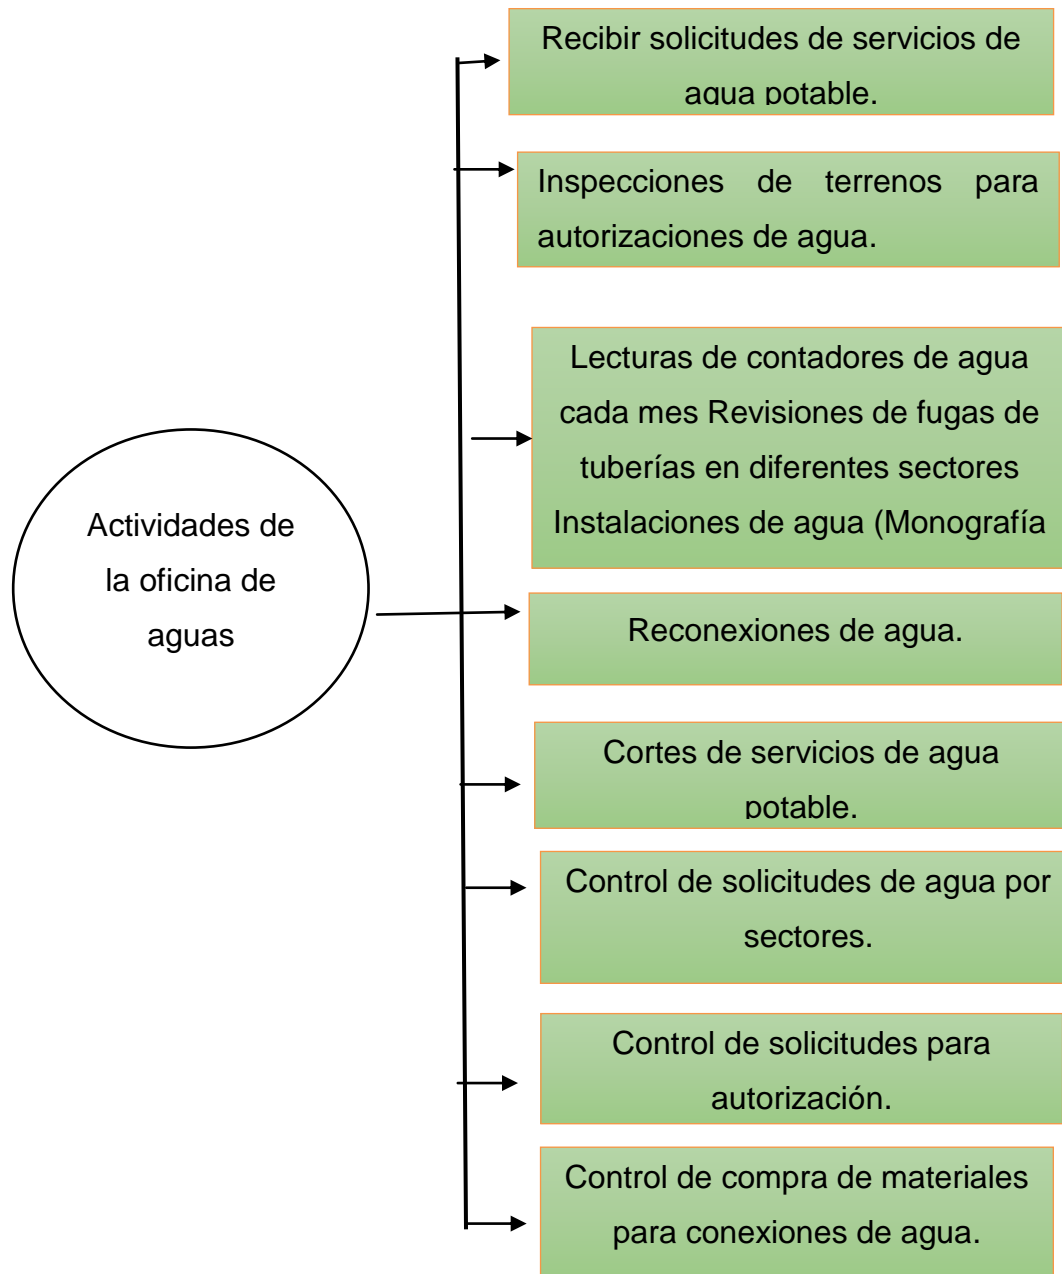 Recibir solicitudes de servicios de
agua potable.
Inspecciones de terrenos para
autorizaciones de agua.
Lecturas de contadores de agua
cada mes Revisiones de fugas de
tuberías en diferentes sectores
Instalaciones de agua (Monografía
Actividades de
la oficina de
aguas
Reconexiones de agua.
Cortes de servicios de agua
potable.
Control de solicitudes de agua por
sectores.
Control de solicitudes para
autorización.
Control de compra de materiales
para conexiones de agua.